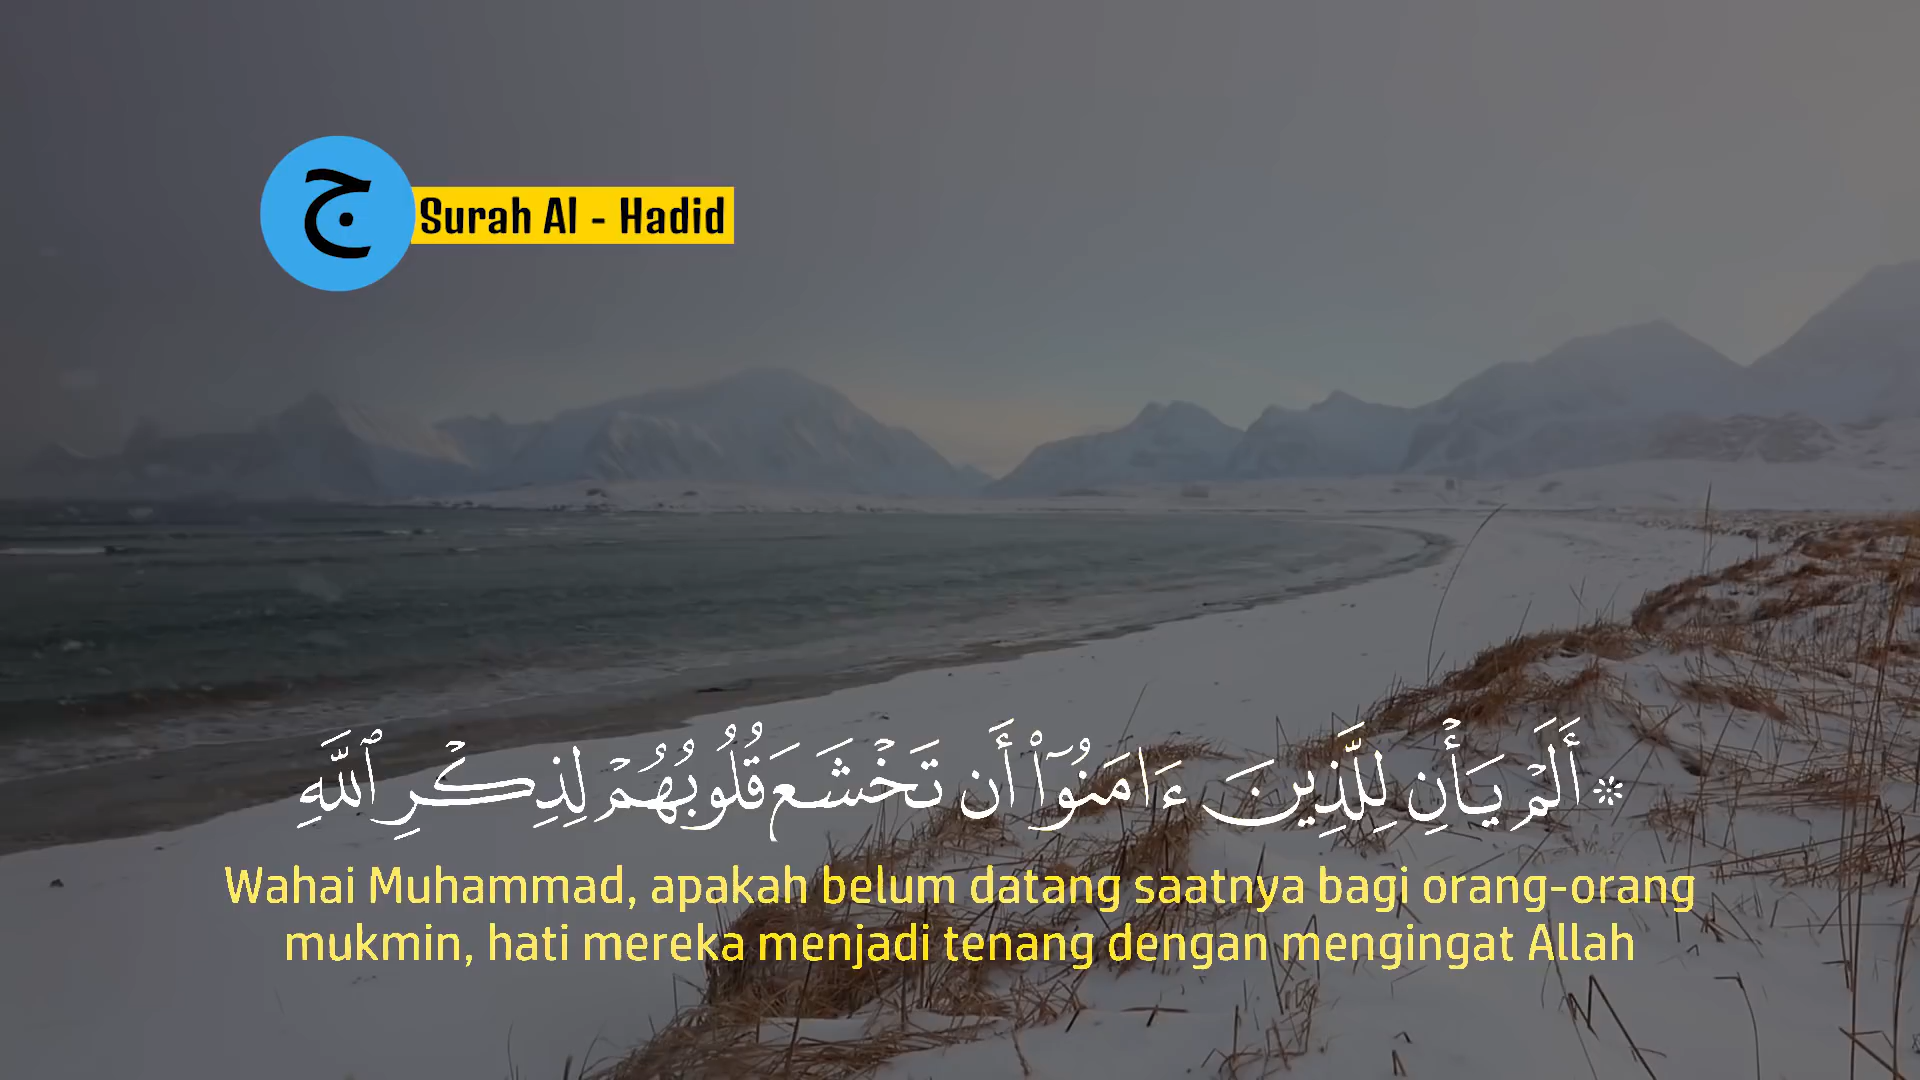 ج
Surah Al - Hadid
۞ أَلَمْ يَأْنِ لِلَّذِينَ ءَامَنُوٓا۟ أَن تَخْشَعَ قُلُوبُهُمْ لِذِكْرِ ٱللَّهِ
Wahai Muhammad, apakah belum datang saatnya bagi orang-orang
mukmin, hati mereka menjadi tenang dengan mengingat Allah